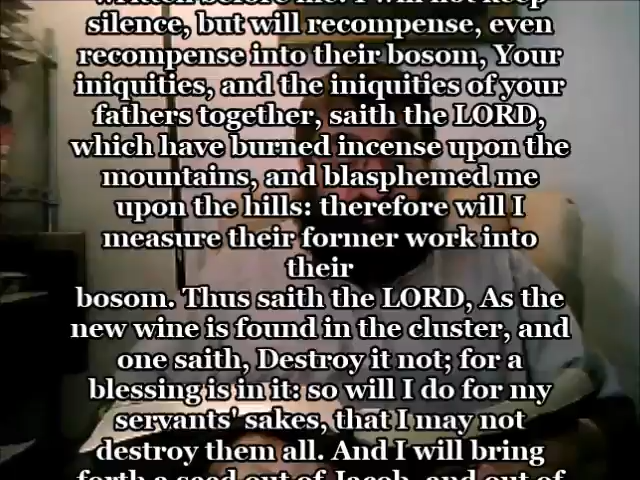 written before me: I will not keep
silence, but will recompense, even
recompense into their bosom, Your
iniquities, and the iniquities of your
fathers together, saith the LORD,
which have burned incense upon the
mountains, and blasphemed me
upon the hills: therefore will I
measure their former work into
their
bosom. Thus saith the LORD, As the
new wine is found in the cluster, and
one saith, Destroy it not; for a
blessing is in it: so will I do for my
servants' sakes, that I may not
destroy them all. And I will bring
forth a seed out of Jacob, and out of